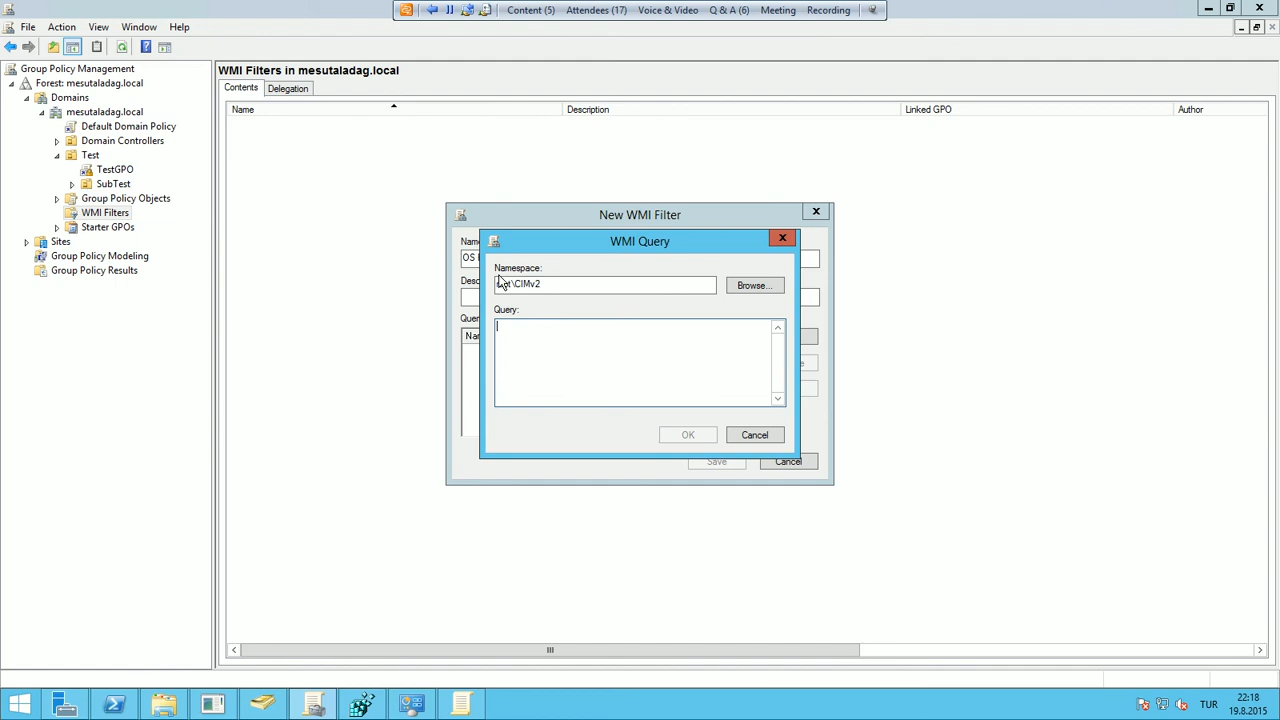 Content (5)
Attendees (17)
Voice & Video
Q & A (6)
Meeting
Recording
File
Action
View
Window
Help
Group Policy Management
Forest: mesutaladag.local
Domains
mesutaladag.local
Default Domain Policy
Domain Controllers
Test
TestGPO
SubTest
Group Policy Objects
WMI Filters
Starter GPOs
Sites
Group Policy Modeling
Group Policy Results
WMI Filters in mesutaladag.local
Contents
Delegation
Name
Description
Linked GPO
Author
New WMI Filter
OS
WMI Query
Namespace:
Browse...
Query:
OK
Cancel
Save
Cancel
TUR
22:18
19.8.2015